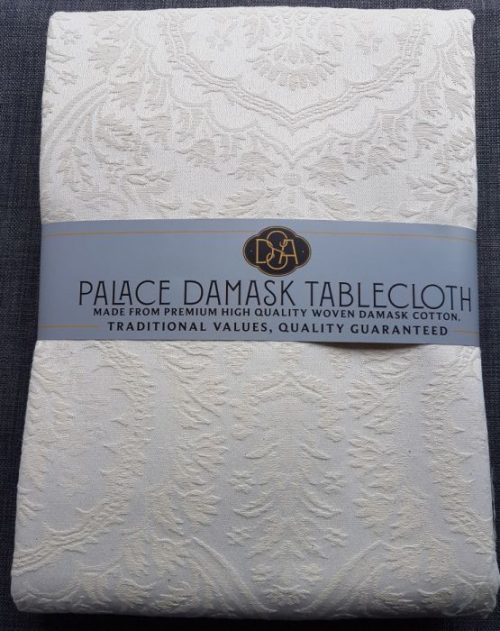 DSA
PALACE DAMASK TABLECLOTH
MADE FROM PREMIUM HIGH QUALITY WOVEN DAMASK COTTON.
TRADITIONAL VALUES, QUALITY GUARANTEED